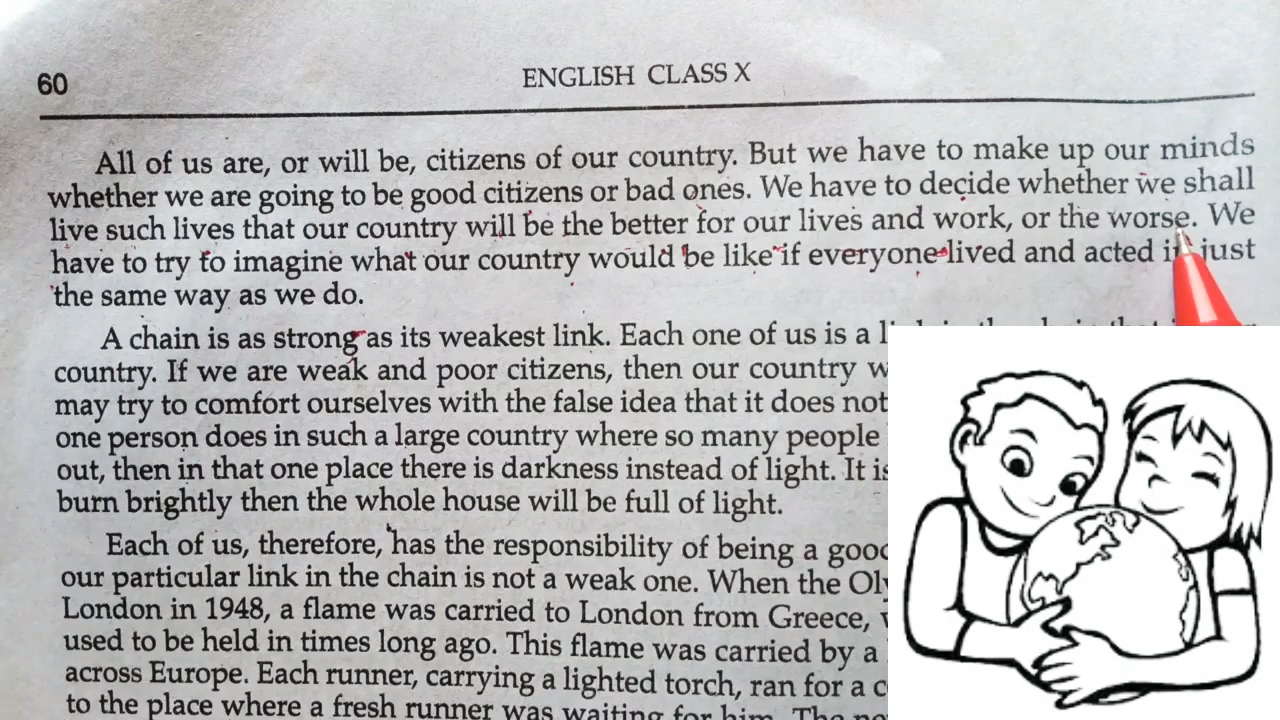 60
ENGLISH CLASS X
All of us are, or will be, citizens of our country. But we have to make up our minds
whether we are going to be good citizens or bad ones. We have to decide whether we shall
live such lives that our country will be the better for our lives and work, or the worse. We
have to try to imagine what our country would be like if everyone lived and acted in just
the same way as we do.
A chain is as strong as its weakest link. Each one of us is a
country. If we are weak and poor citizens, then our country
may try to comfort ourselves with the false idea that it does not
one person does in such a large country where so many people
out, then in that one place there is darkness instead of light. It is
burn brightly then the whole house will be full of light.
Each of us, therefore, has the responsibility of being a
our particular link in the chain is not a weak one. When the
London in 1948, a flame was carried to London from Greece,
used to be held in times long ago. This flame was carried by a
across Europe. Each runner, carrying a lighted torch, ran for a
to the place where a fresh runner was waiting for him. The